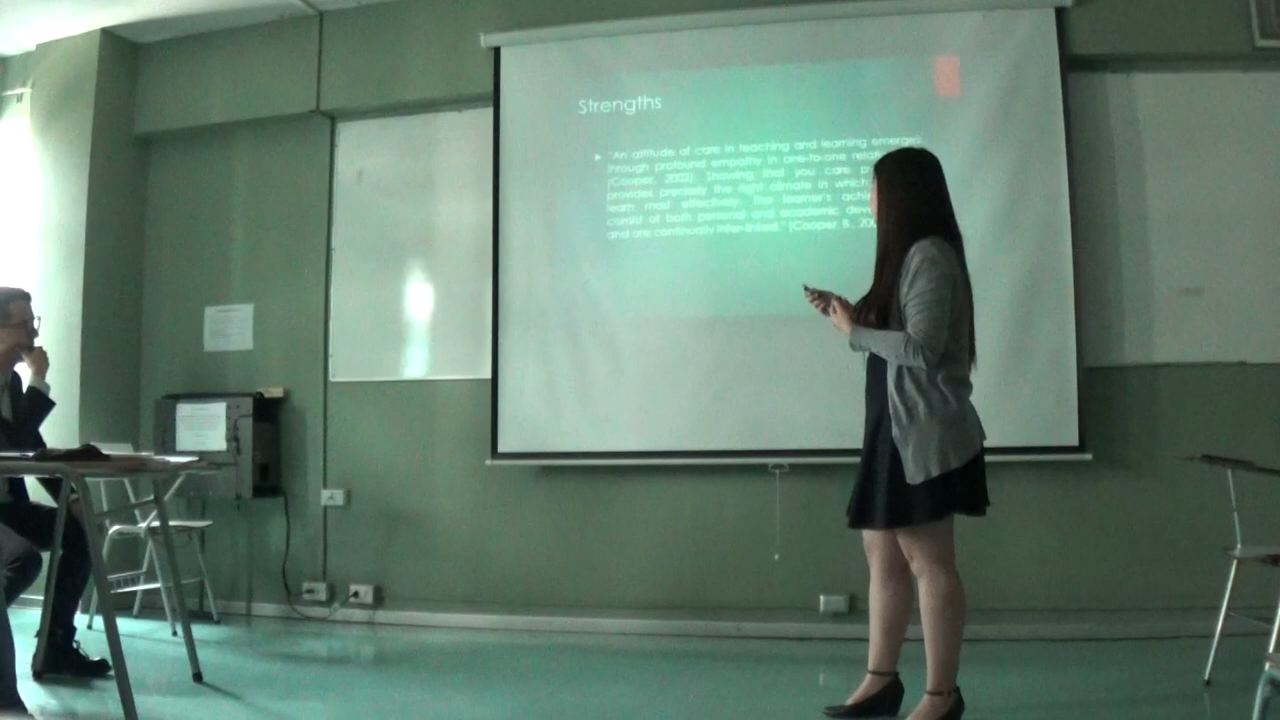 Strengths
"An attitude of care in teaching and learning emerges
through profound empathy in one-to-one
(Cooper, 2002). Showing that you care
provides precisely the right climate in which
learn most effectively. The learner's
consist of both personal and academic
and are continually inter-linked." (Cooper B.,